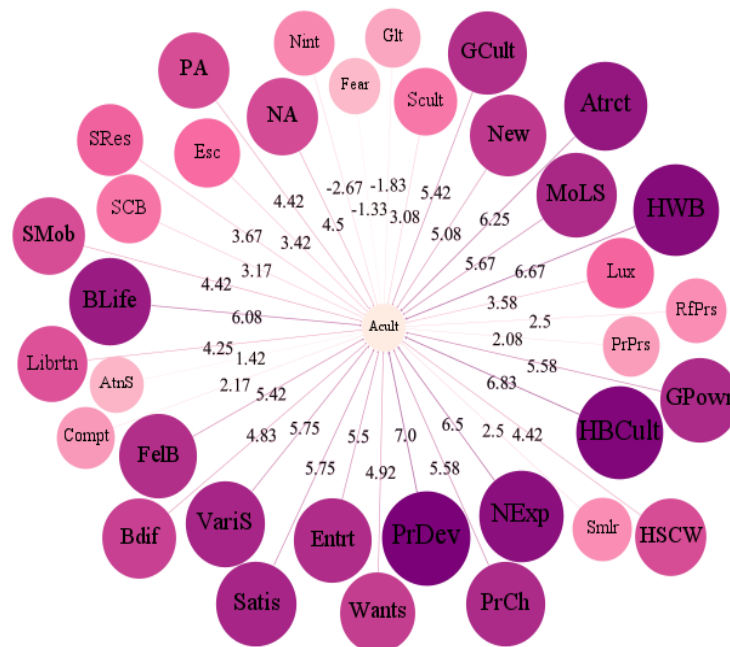 Nint
Glt
PA
GCult
Fear
Atrct
Scult
NA
New
SRes
Esc
MoLS
SCB
HWB
-2.67
-1.83
4.42
4.5
-1.33
3.08
5.42
6.25
SMob
3.67
3.42
5.08
5.67
3.17
6.67
Lux
4.42
3.58
BLife
6.08
Acult
2.5
RfPrs
2.08
PrPrs
4.25
1.42
5.58
Librtn
AtnS
2.17
6.83
5.42
GPowr
Compt
HBCult
4.83
5.75
5.5
7.0
6.5
2.5
4.42
FelB
5.75
4.92
5.58
NExp
VariS
Bdif
Entrt
PrDev
Smlr
HSCW
Satis
Wants
PrCh